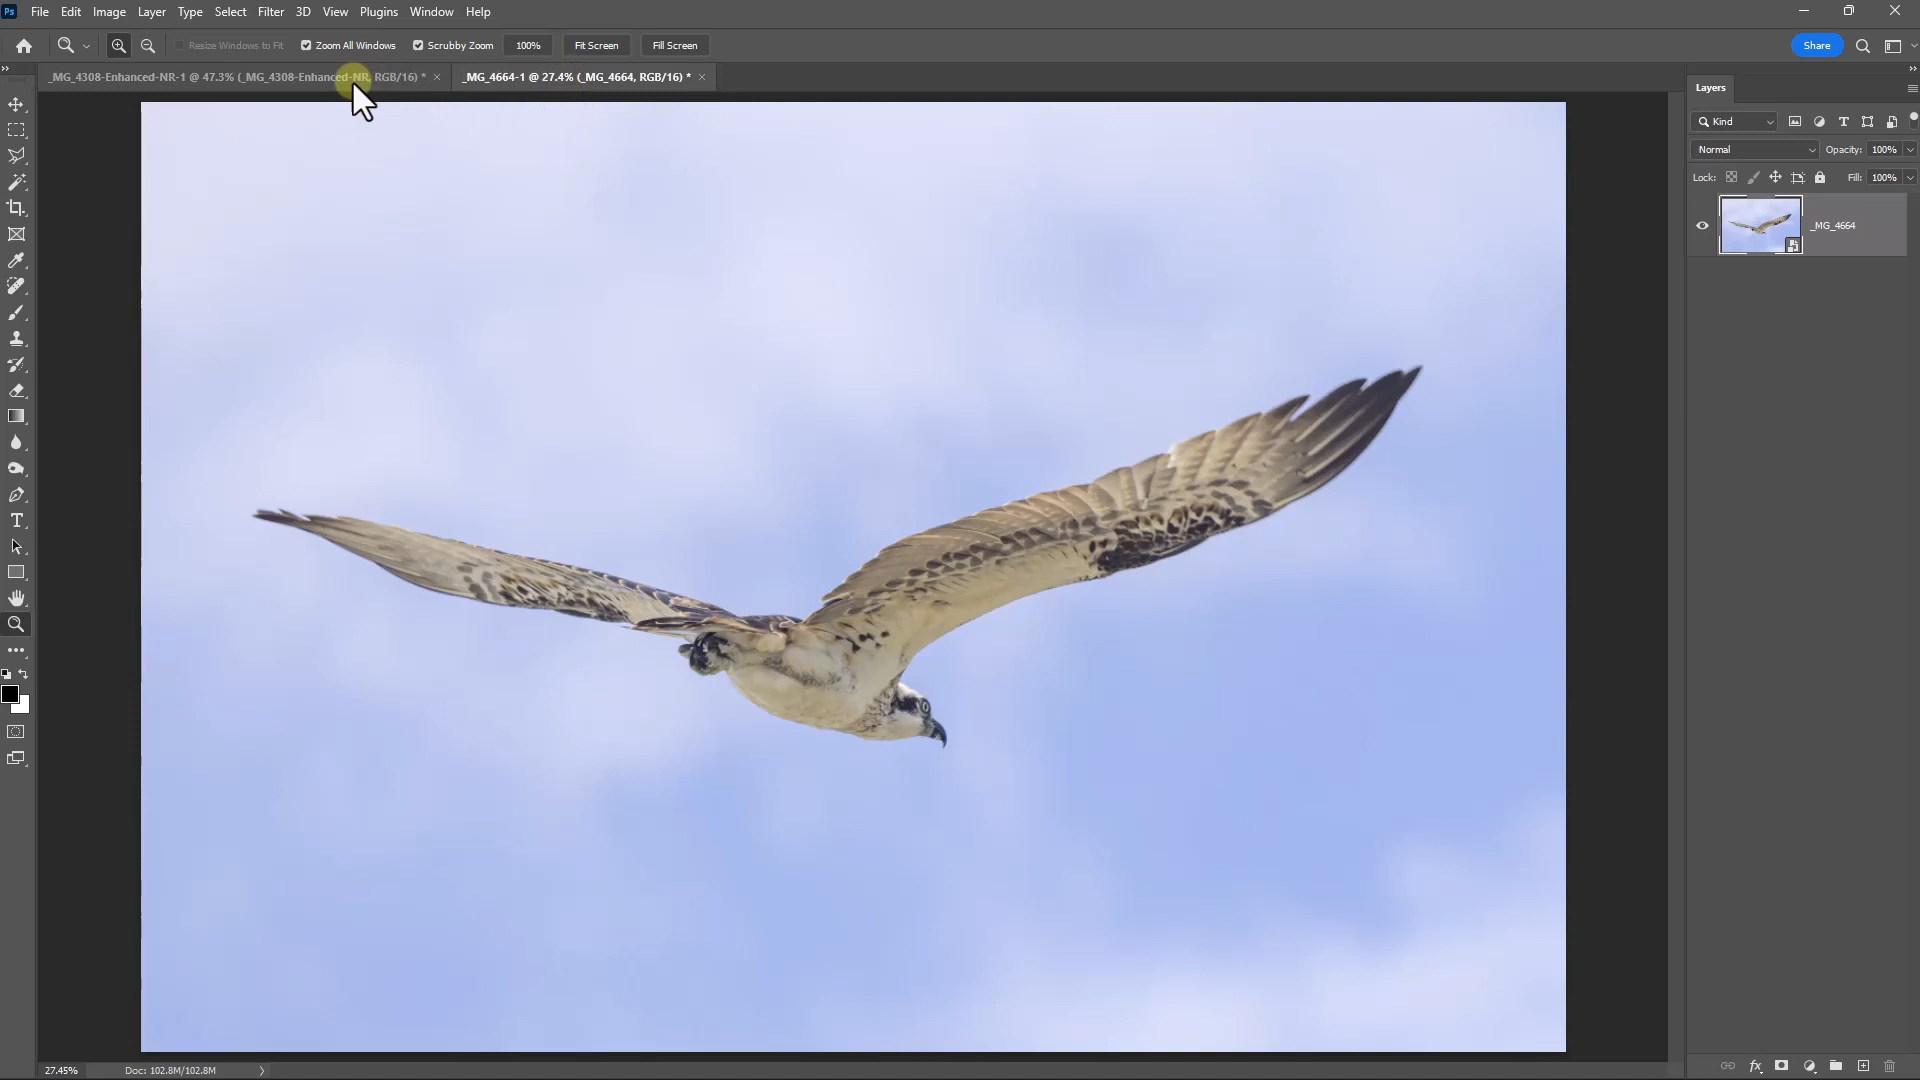 Ps File Edit Image Layer Type Select Filter 3D View Plugins Window Help
Resize Windows to Fit Zoom All Windows Scrubby Zoom 100% Fit Screen Fill Screen Share
_MG_4308-Enhanced-NR-1 @ 47.3% (_MG_4308-Enhanced-NR, RGB/16) * × _MG_4664-1 @ 27.4% (_MG_4664, RGB/16) * ×
Layers
Kind
Normal Opacity: 100%
Lock: Fill: 100%
_MG_4664
27.45% Doc: 102.8M/102.8M